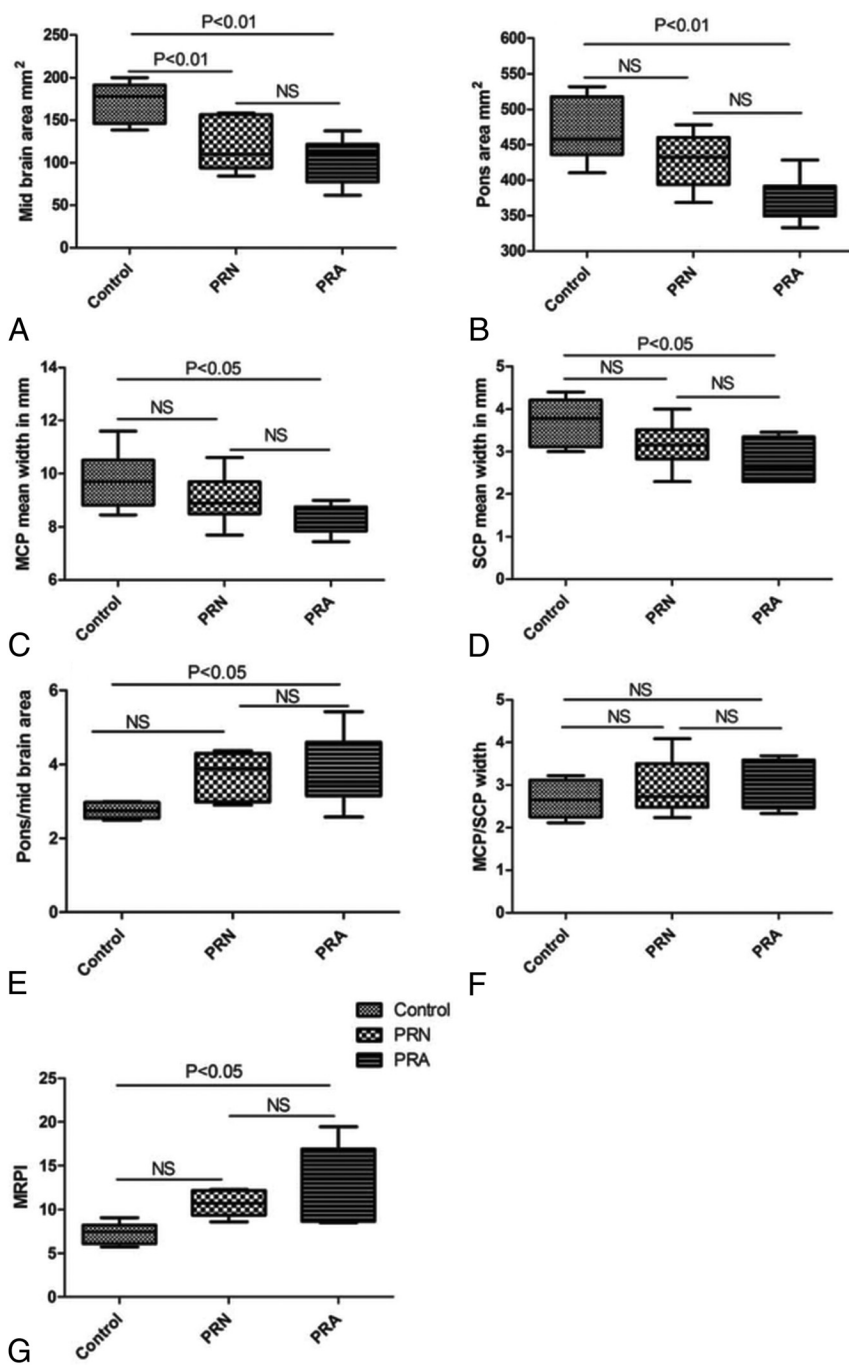 P<0.01
P<0.01
NS
Mid brain area mm²
250
200
150
100
50
0
Control
PRN
PRA
A
P<0.01
NS
NS
Pons area mm²
600
550
500
450
400
350
300
Control
PRN
PRA
B
P<0.05
NS
NS
MCP mean width in mm
14
12
10
8
6
Control
PRN
PRA
C
P<0.05
NS
NS
SCP mean width in mm
5
4
3
2
1
0
Control
PRN
PRA
D
P<0.05
NS
NS
Pons/mid brain area
6
4
2
0
Control
PRN
PRA
E
NS
NS
NS
MCP/SCP width
5
4
3
2
1
0
Control
PRN
PRA
F
Control
PRN
PRA
P<0.05
NS
NS
MRPI
25
20
15
10
5
0
Control
PRN
PRA
G